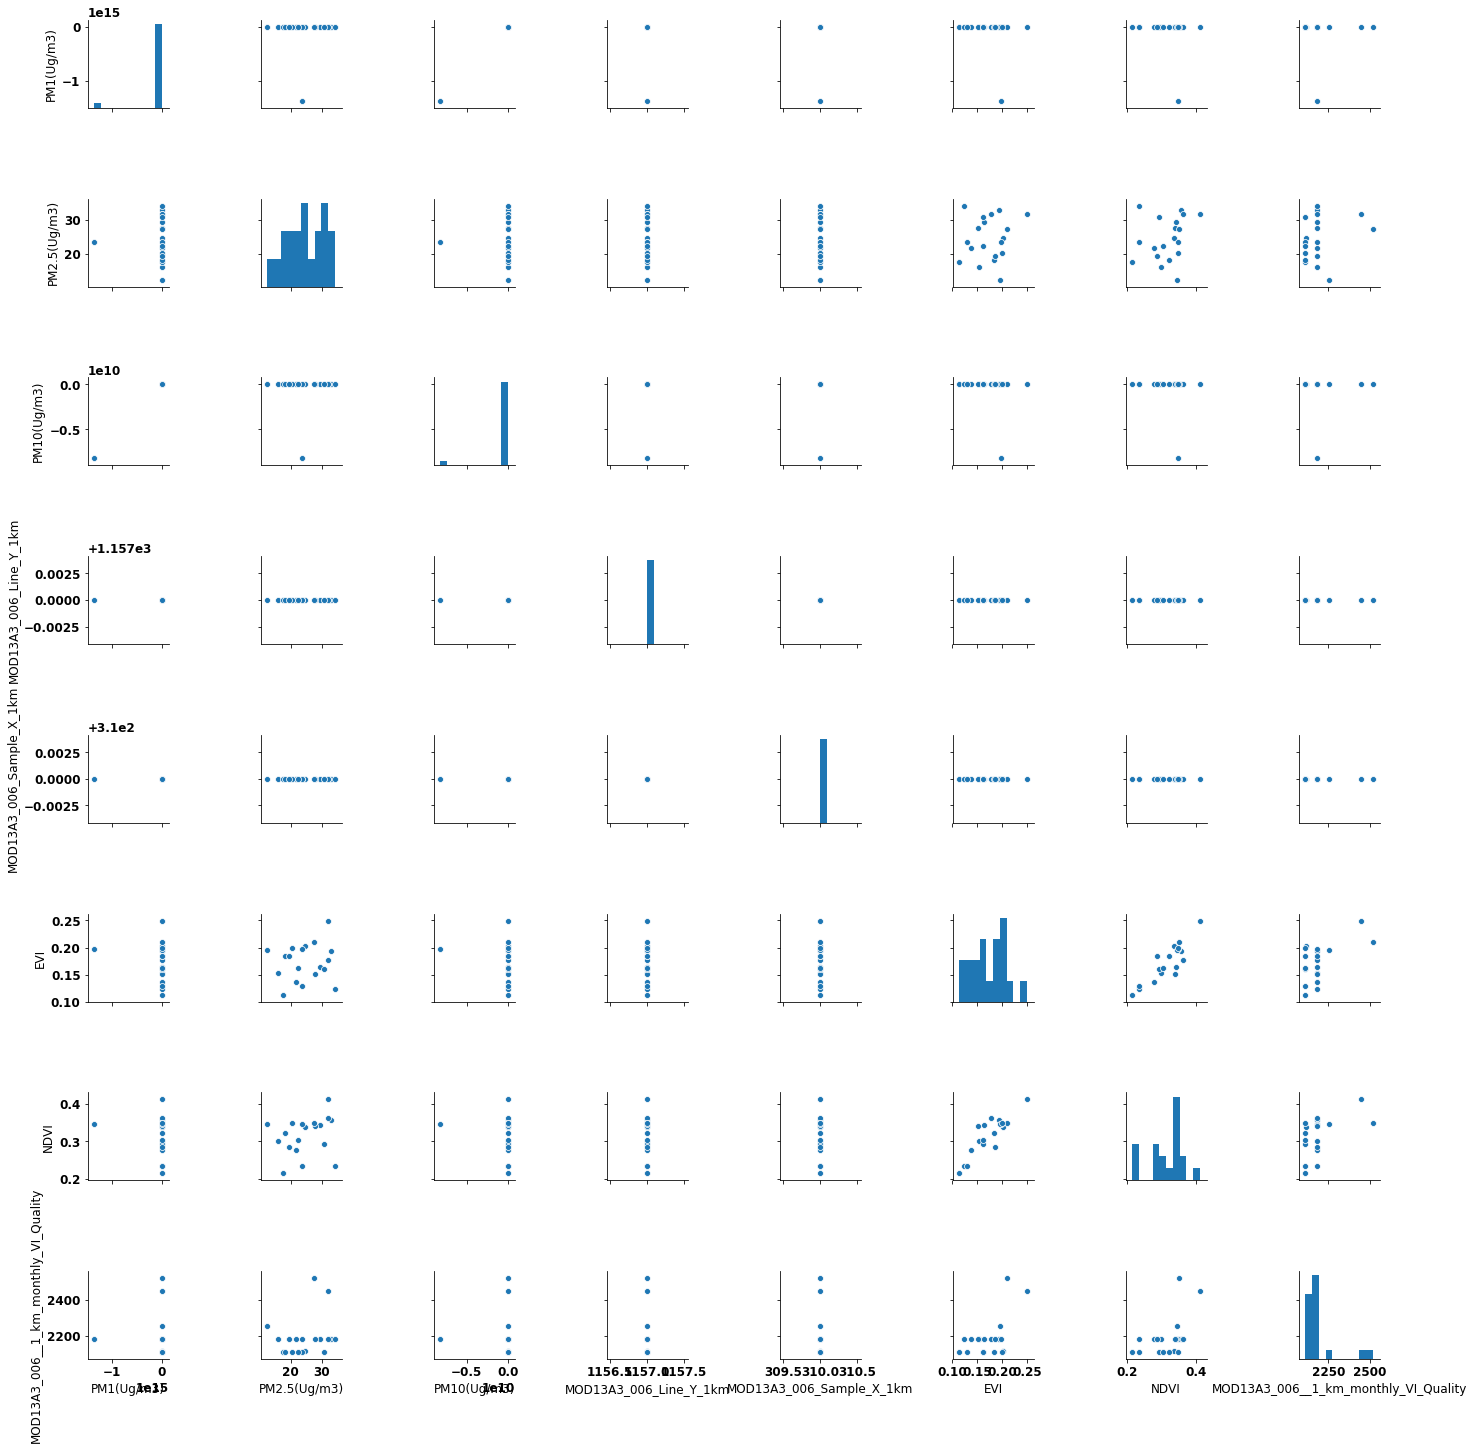 1e15
PM1(Ug/m3)
0
−1
PM2.5(Ug/m3)
30
20
1e10
PM10(Ug/m3)
0.0
−0.5
+1.157e3
MOD13A3_006_Line_Y_1km
0.0025
0.0000
−0.0025
+3.1e2
MOD13A3_006_Sample_X_1km
0.0025
0.0000
−0.0025
EVI
0.25
0.20
0.15
0.10
NDVI
0.4
0.3
0.2
MOD13A3_006__1_km_monthly_VI_Quality
2400
2200
−1 0 20 30 −0.5 0.0 1156.5 1157.0 1157.5 309.5 310.0 310.5 0.10 0.15 0.20 0.25 0.2 0.4 2250 2500
1e15 1e10
PM1(Ug/m3) PM2.5(Ug/m3) PM10(Ug/m3) MOD13A3_006_Line_Y_1km MOD13A3_006_Sample_X_1km EVI NDVI MOD13A3_006__1_km_monthly_VI_Quality